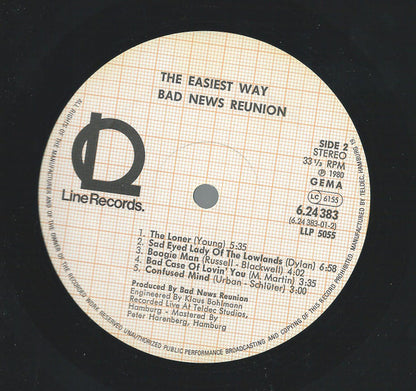 THE EASIEST WAY
BAD NEWS REUNION
LineRecords.
SIDE 2
STEREO
33 1/3 RPM
Ⓟ 1980
GEMA
LC 6155
6.24 383
(6.24 383-01-2)
LLP 5055
1. The Loner (Young) 5:35
2. Sad Eyed Lady Of The Lowlands (Dylan) 6:58
3. Boogie Man (Russell - Blackwell) 4:02
4. Bad Case Of Lovin' You (M. Martin) 3:35
5. Confused Mind (Urban - Schlüter) 3:00
Produced By Bad News Reunion
Engineered By Klaus Bohlmann
Recorded Live At Teldec Studios,
Hamburg - Mastered By
Peter Harenberg, Hamburg
ALL RIGHTS OF THE MANUFACTURER AND OF THE OWNER OF THE RECORDED WORK RESERVED UNAUTHORIZED PUBLIC PERFORMANCE BROADCASTING AND COPYING OF THIS RECORD PROHIBITED. MANUFACTURED BY TELDEC, HAMBURG